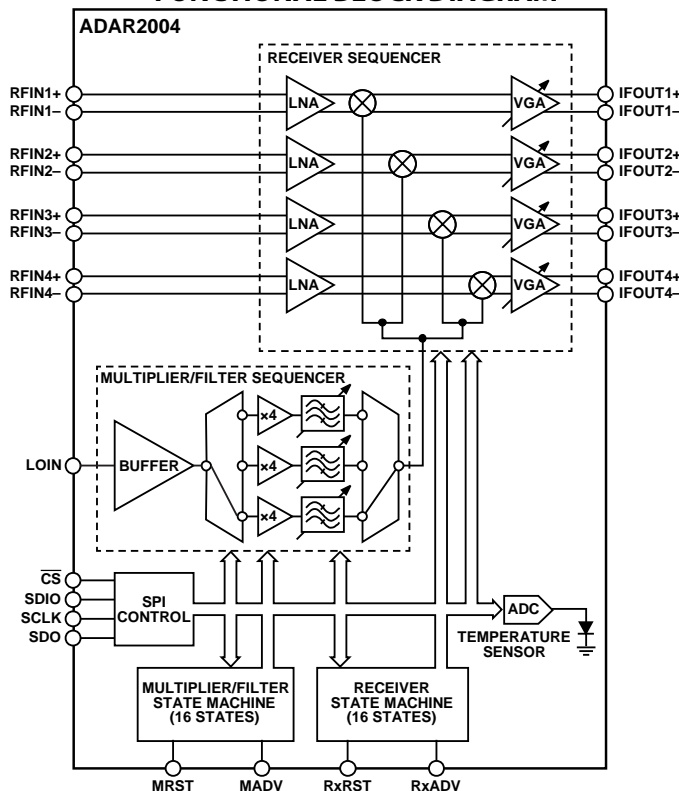 FUNCTIONAL BLOCK DIAGRAM
ADAR2004
RECEIVER SEQUENCER
RFIN1+
RFIN1–
LNA
VGA
IFOUT1+
IFOUT1–
RFIN2+
RFIN2–
LNA
VGA
IFOUT2+
IFOUT2–
RFIN3+
RFIN3–
LNA
VGA
IFOUT3+
IFOUT3–
RFIN4+
RFIN4–
LNA
VGA
IFOUT4+
IFOUT4–
MULTIPLIER/FILTER SEQUENCER
LOIN
BUFFER
×4
×4
×4
CS
SDIO
SCLK
SDO
SPI
CONTROL
ADC
TEMPERATURE
SENSOR
MULTIPLIER/FILTER
STATE MACHINE
(16 STATES)
RECEIVER
STATE MACHINE
(16 STATES)
MRST
MADV
RxRST
RxADV